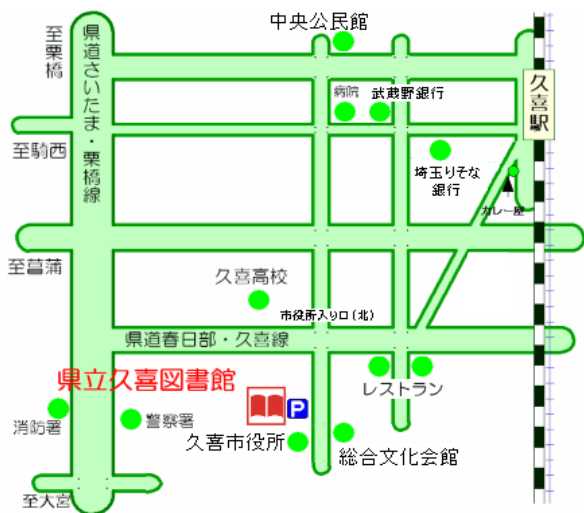 中央公民館
至栗橋
県道さいたま・栗橋線
久喜駅
病院
武蔵野銀行
至騎西
埼玉りそな
銀行
カレー屋
至菖蒲
久喜高校
市役所入り口(北)
県道春日部・久喜線
県立久喜図書館
レストラン
P
消防署
警察署
久喜市役所
総合文化会館
至大宮